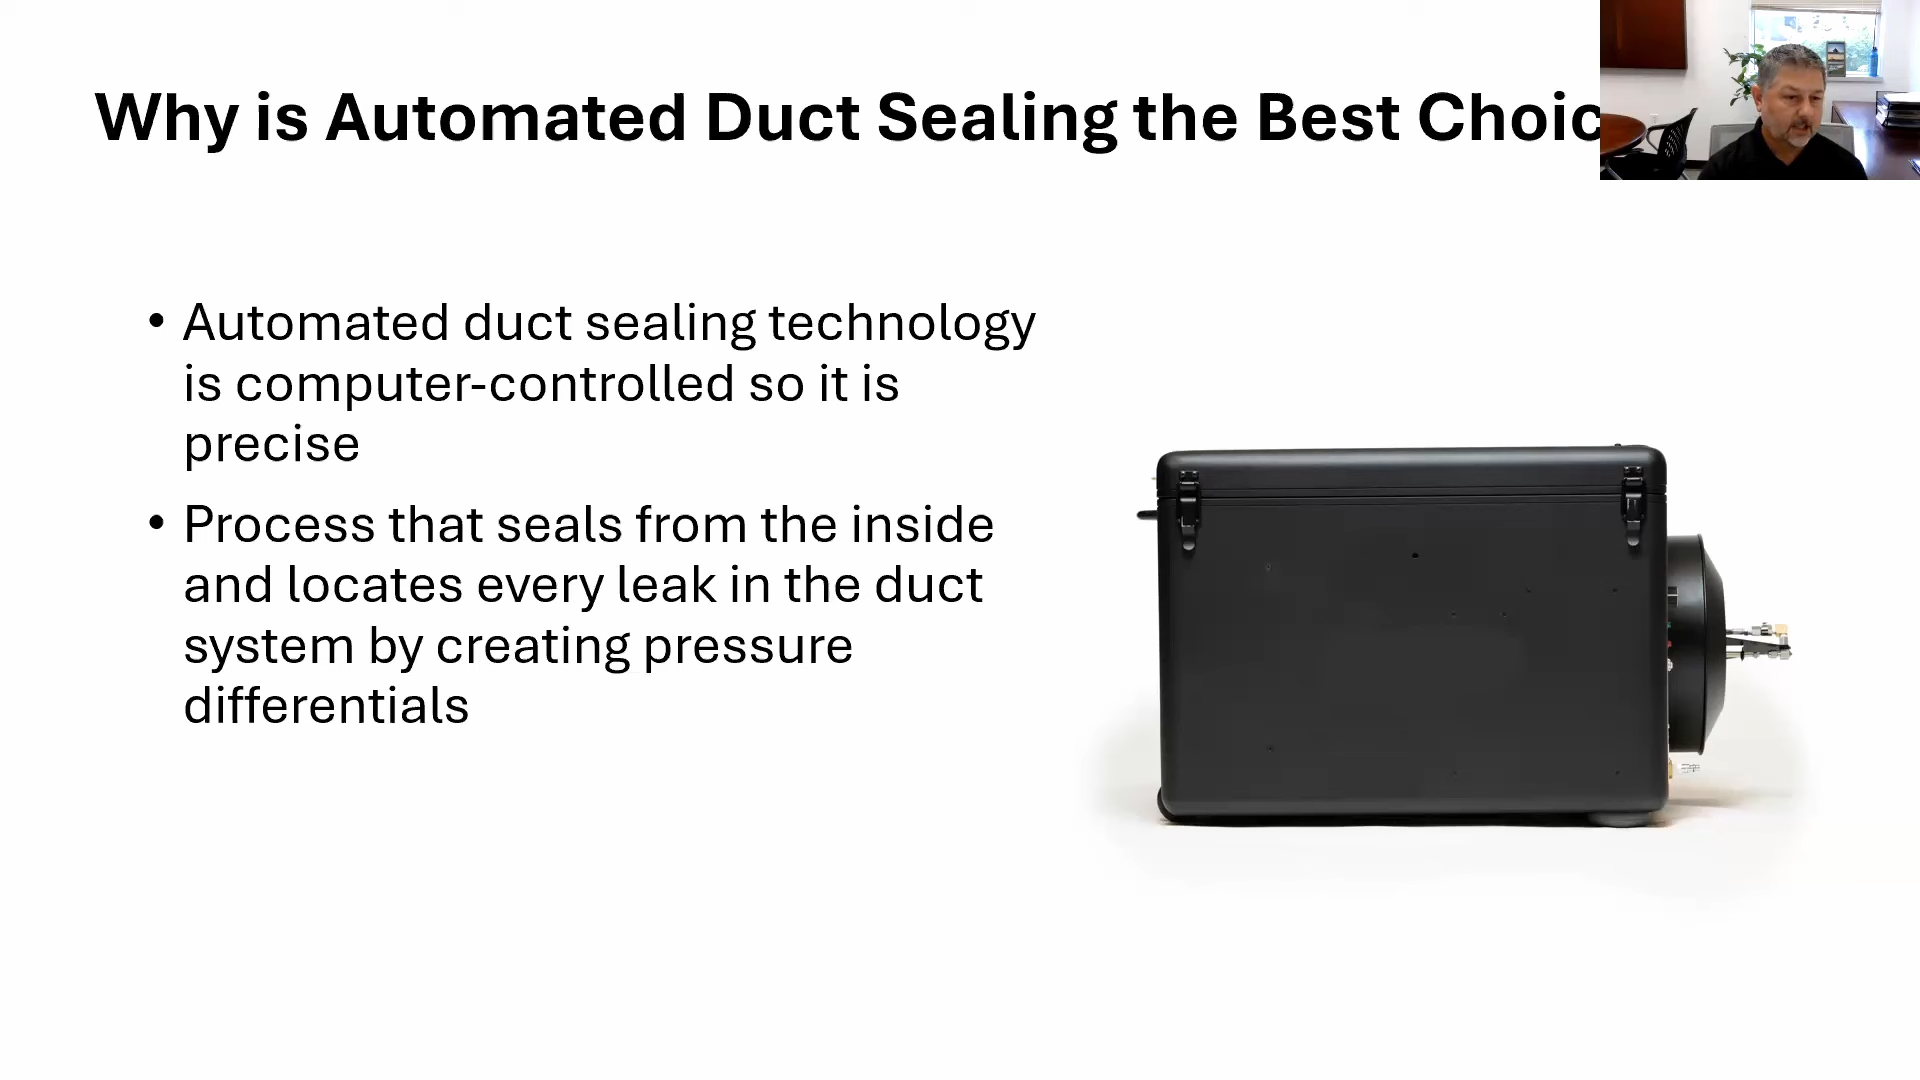 Why is Automated Duct Sealing the Best Choic
• Automated duct sealing technology
is computer-controlled so it is
precise
• Process that seals from the inside
and locates every leak in the duct
system by creating pressure
differentials